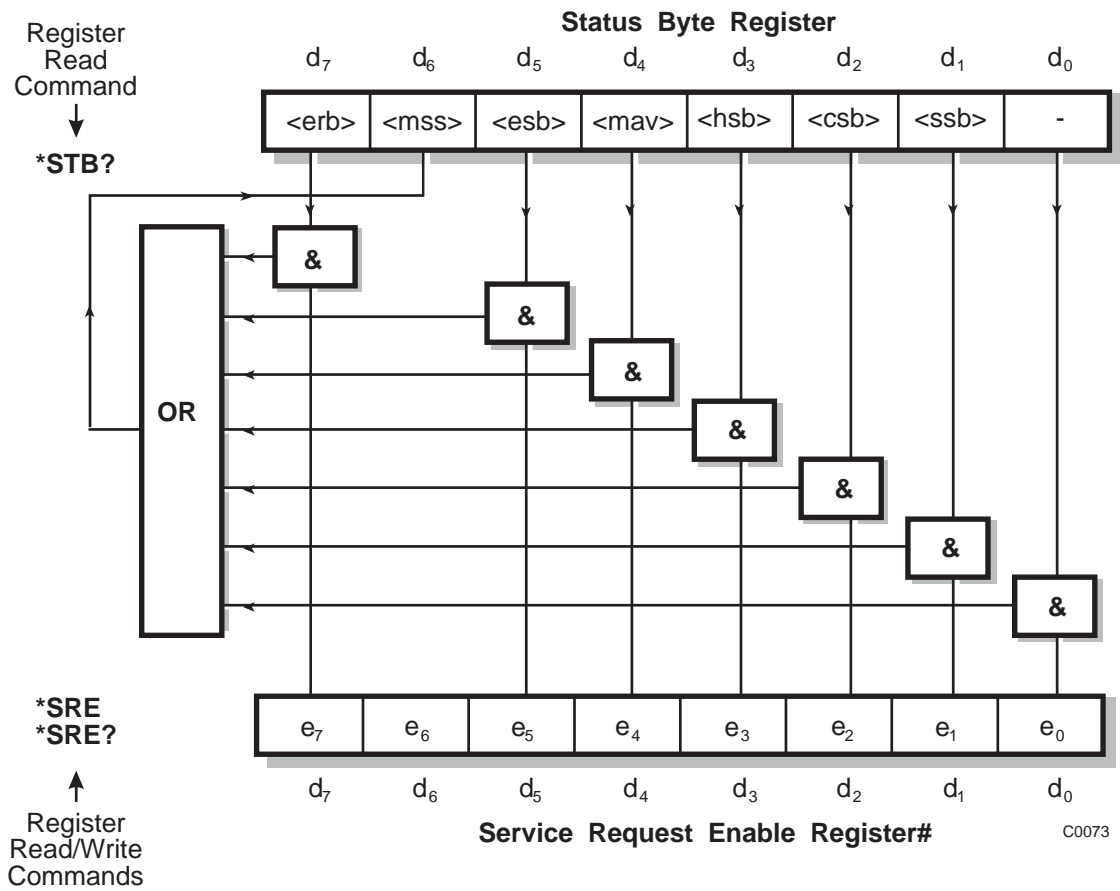 Status Byte Register
Register
Read
Command
d7 d6 d5 d4 d3 d2 d1 d0
<erb> <mss> <esb> <mav> <hsb> <csb> <ssb> -
*STB?
&
&
&
OR
&
&
&
&
*SRE
*SRE?
e7 e6 e5 e4 e3 e2 e1 e0
d7 d6 d5 d4 d3 d2 d1 d0
Register
Read/Write
Commands
Service Request Enable Register#
C0073